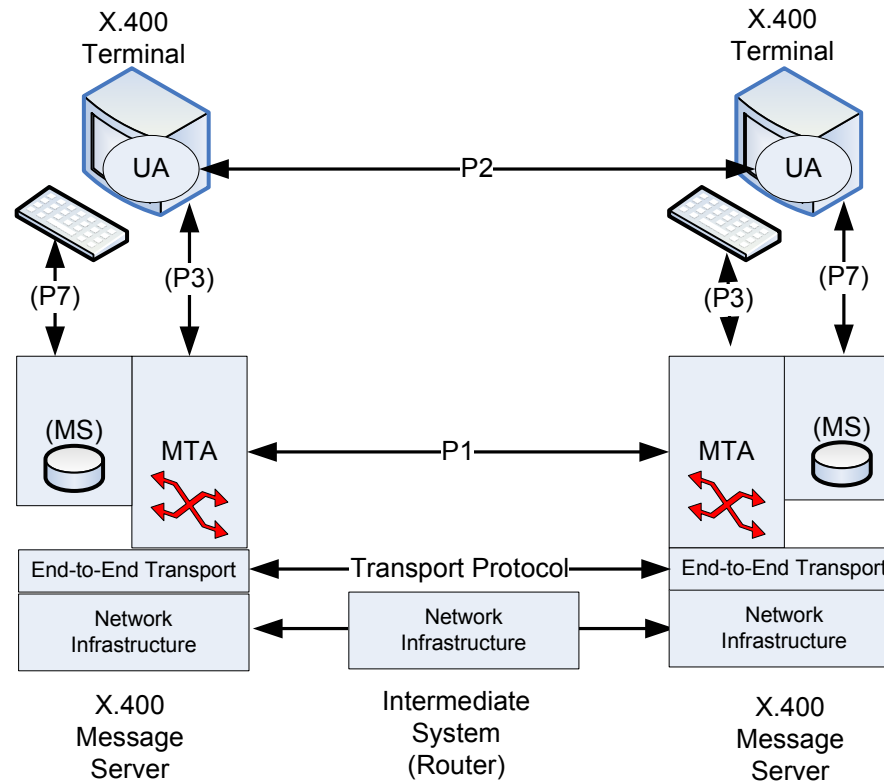 X.400
Terminal
X.400
Terminal
UA
P2
UA
(P7)
(P3)
(P3)
(P7)
(MS)
MTA
P1
MTA
(MS)
End-to-End Transport
Transport Protocol
End-to-End Transport
Network
Infrastructure
Network
Infrastructure
Network
Infrastructure
X.400
Message
Server
Intermediate
System
(Router)
X.400
Message
Server